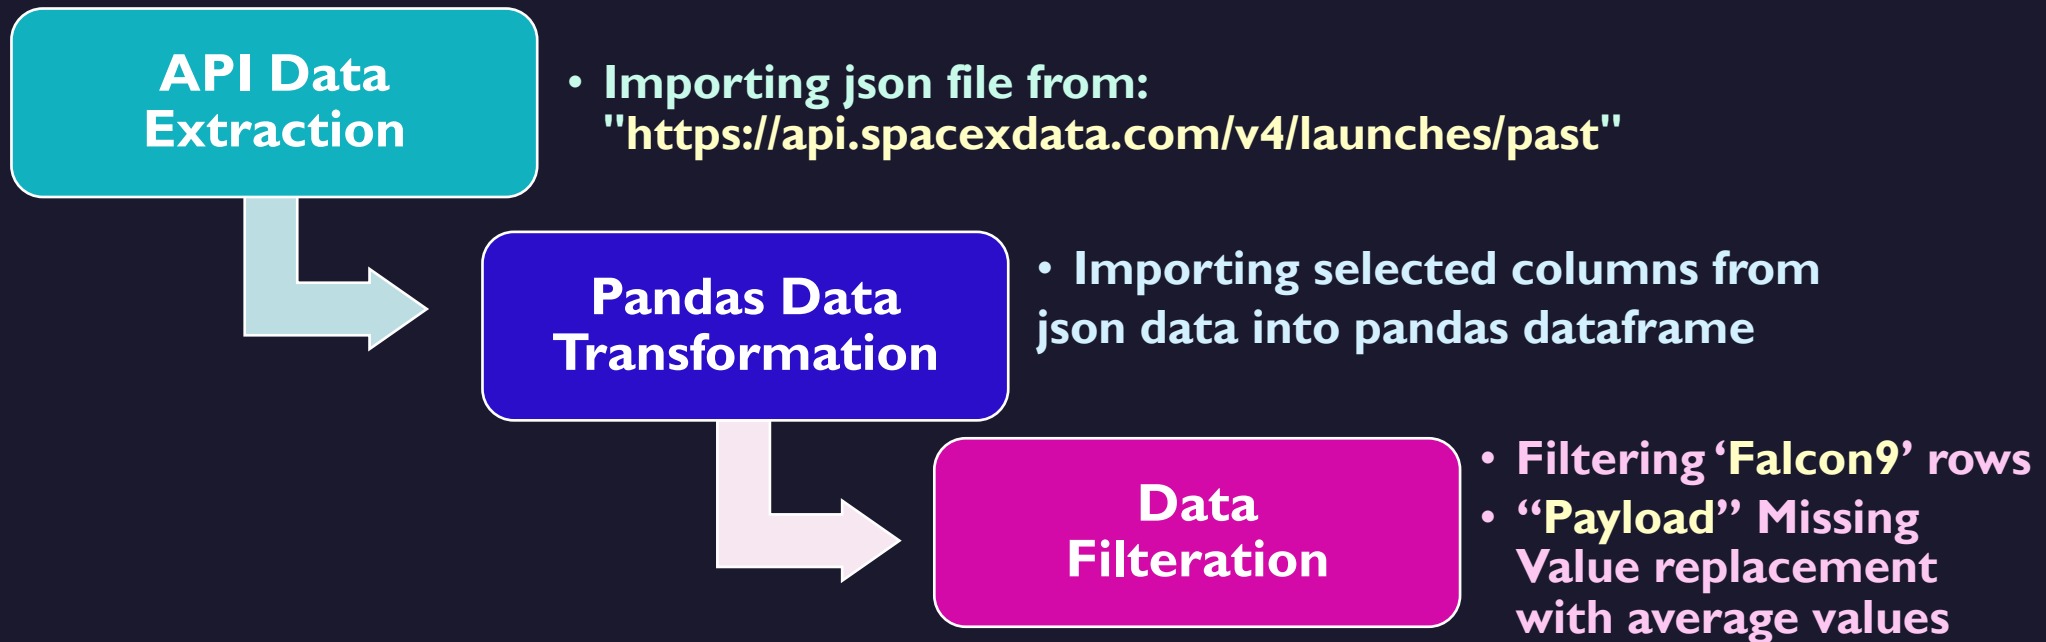 API Data
Extraction
• Importing json file from:
"https://api.spacexdata.com/v4/launches/past"
Pandas Data
Transformation
• Importing selected columns from
json data into pandas dataframe
Data
Filteration
• Filtering ‘Falcon9’ rows
• “Payload” Missing
Value replacement
with average values